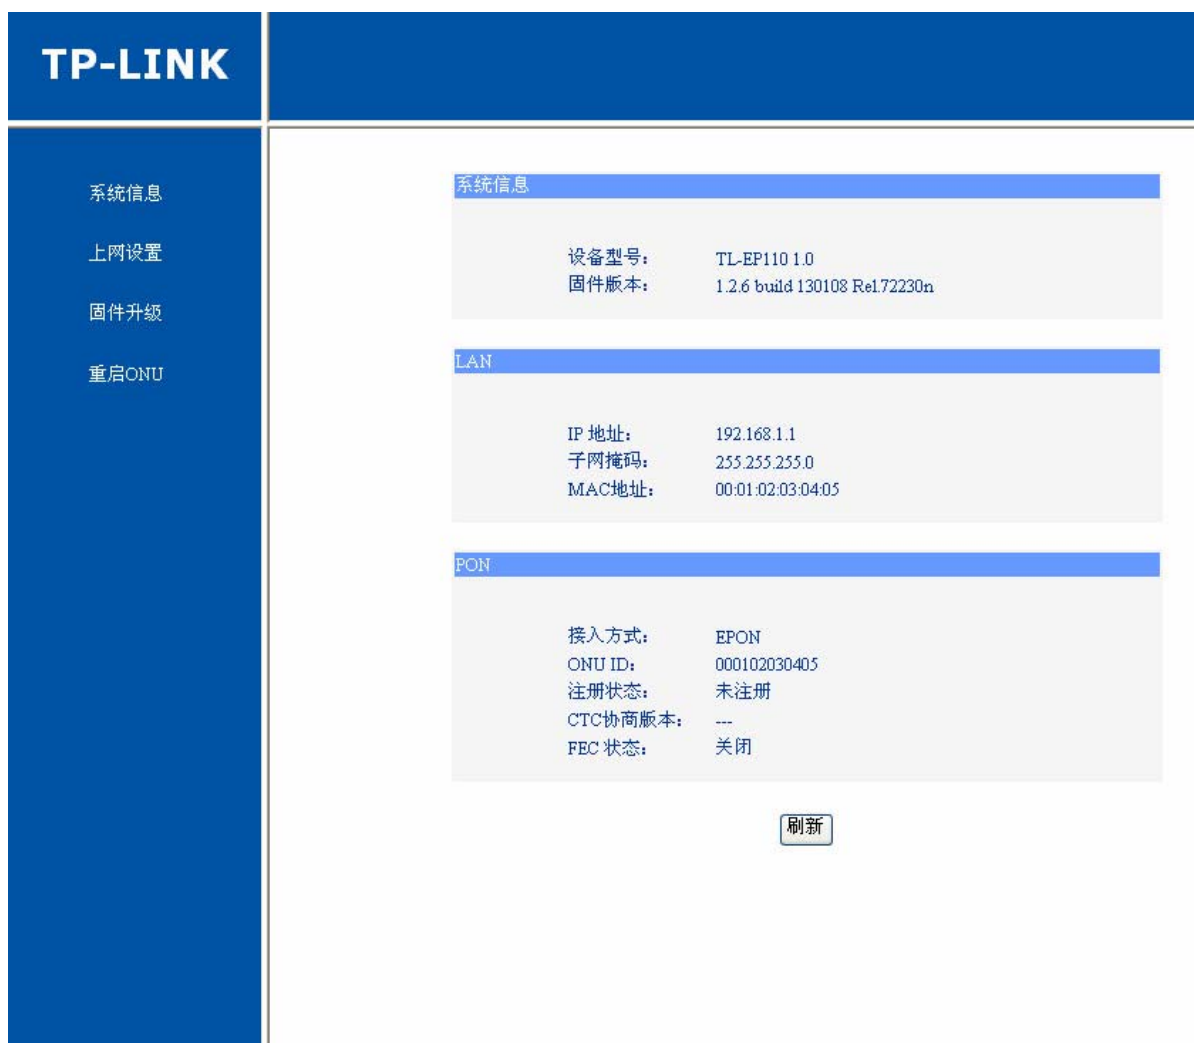 TP-LINK
系统信息
上网设置
固件升级
重启ONU
系统信息
设备型号： TL-EP110 1.0
固件版本： 1.2.6 build 130108 Rel.72230n
LAN
IP 地址： 192.168.1.1
子网掩码： 255.255.255.0
MAC地址： 00:01:02:03:04:05
PON
接入方式： EPON
ONU ID： 000102030405
注册状态： 未注册
CTC协商版本： ---
FEC 状态： 关闭
刷新